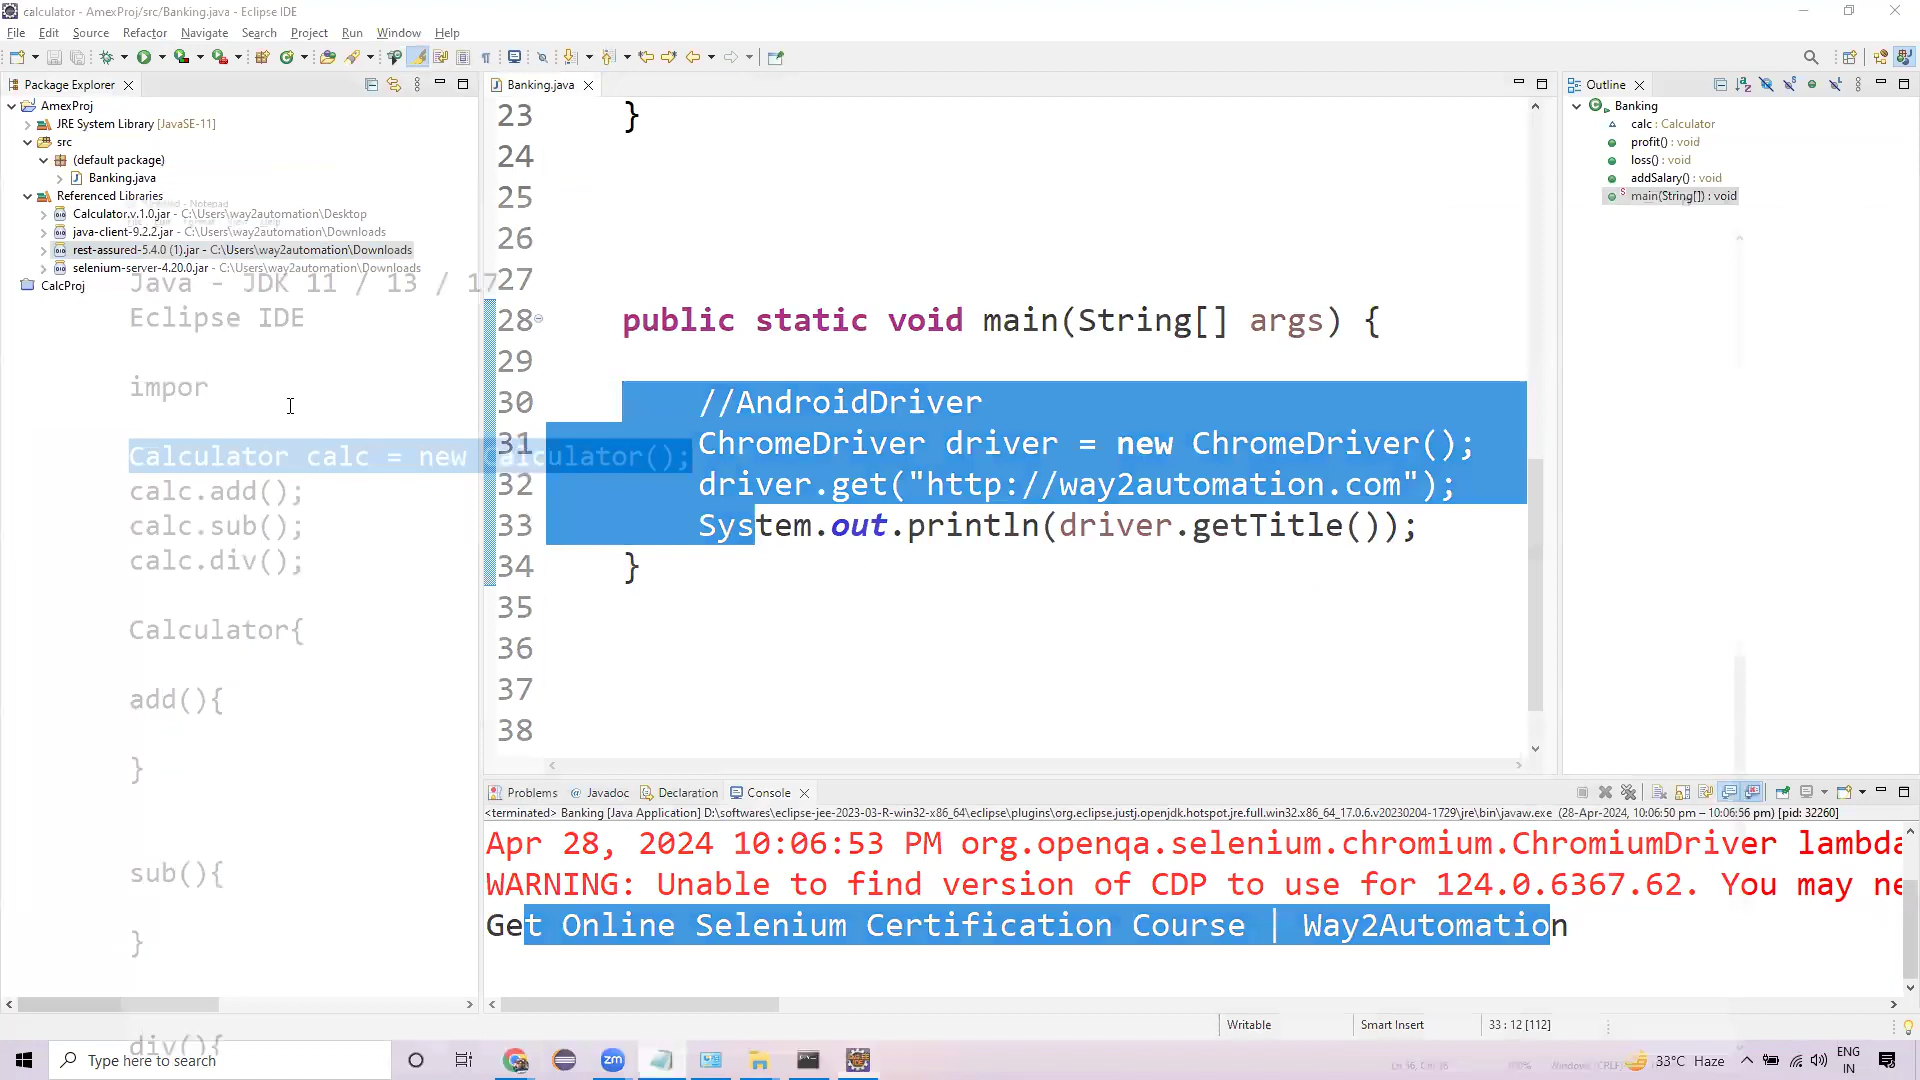 calculator - AmexProj/src/Banking.java - Eclipse IDE
File Edit Source Refactor Navigate Search Project Run Window Help
Package Explorer
AmexProj
JRE System Library [JavaSE-11]
src
(default package)
Banking.java
Referenced Libraries
Calculator.v.1.0.jar - C:\Users\way2automation\Desktop
java-client-9.2.2.jar - C:\Users\way2automation\Downloads
rest-assured-5.4.0 (1).jar - C:\Users\way2automation\Downloads
selenium-server-4.20.0.jar - C:\Users\way2automation\Downloads
CalcProj
Java - JDK 11 / 13 / 17
Eclipse IDE
impor
Calculator calc = new Calculator();
calc.add();
calc.sub();
calc.div();
Calculator{
add(){
}
sub(){
}
div(){
Banking.java
23 }
24
25
26
27
28 public static void main(String[] args) {
29
30 //AndroidDriver
31 ChromeDriver driver = new ChromeDriver();
32 driver.get("http://way2automation.com");
33 System.out.println(driver.getTitle());
34 }
35
36
37
38
Outline
Banking
calc : Calculator
profit() : void
loss() : void
addSalary() : void
main(String[]) : void
Problems Javadoc Declaration Console
<terminated> Banking [Java Application] D:\softwares\eclipse-jee-2023-03-R-win32-x86_64\eclipse\plugins\org.eclipse.justj.openjdk.hotspot.jre.full.win32.x86_64_17.0.6.v20230204-1729\jre\bin\javaw.exe (28-Apr-2024, 10:06:50 pm – 10:06:56 pm) [pid: 32260]
Apr 28, 2024 10:06:53 PM org.openqa.selenium.chromium.ChromiumDriver lambda
WARNING: Unable to find version of CDP to use for 124.0.6367.62. You may ne
Get Online Selenium Certification Course | Way2Automation
Writable Smart Insert 33 : 12 [112]
Type here to search
zm
33°C Haze
ENG
IN